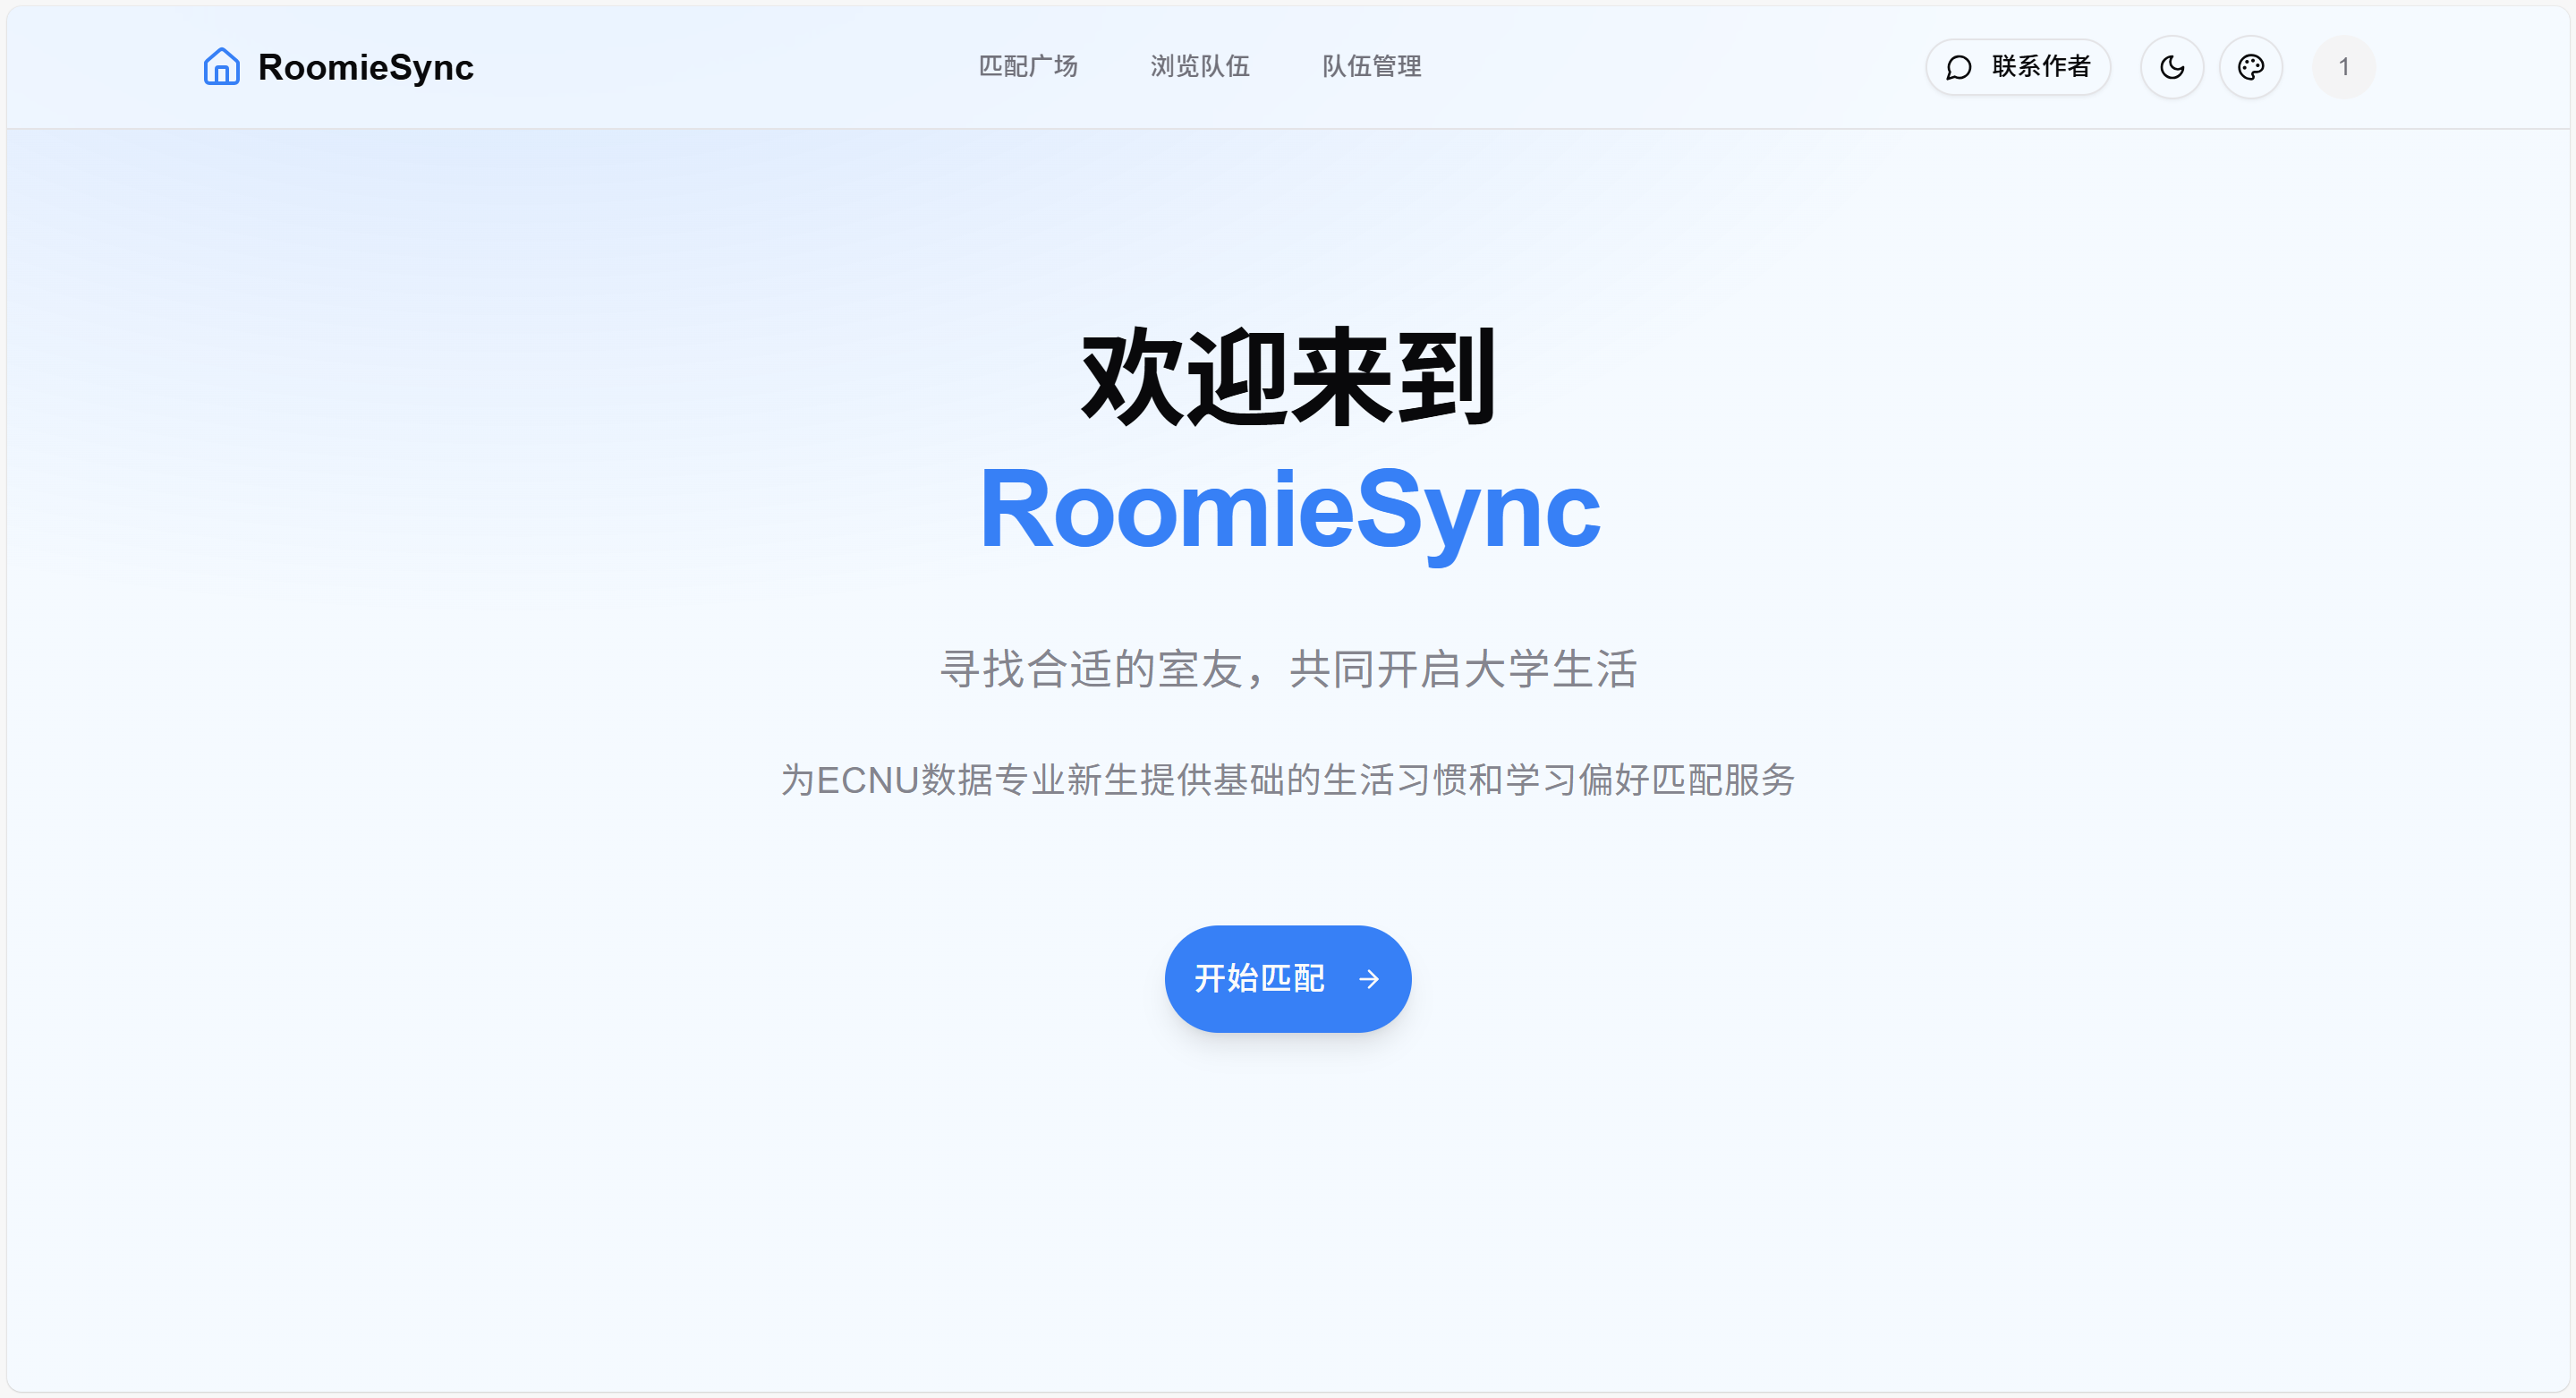 RoomieSync
匹配广场 浏览队伍 队伍管理
联系作者
1
欢迎来到
RoomieSync
寻找合适的室友，共同开启大学生活
为ECNU数据专业新生提供基础的生活习惯和学习偏好匹配服务
开始匹配